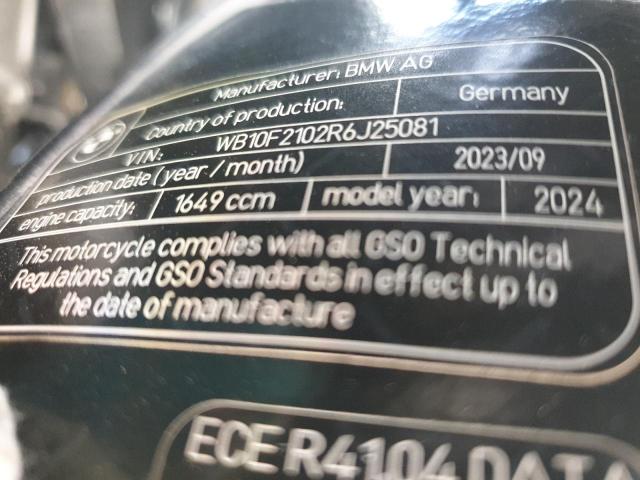 Manufacturer: BMW AG
Country of production: Germany
VIN: WB10F2102R6J25081
production date (year/month) 2023/09
engine capacity: 1649 ccm model year: 2024
This motorcycle complies with all GSO Technical
Regulations and GSO Standards in effect up to
the date of manufacture
ECE R4104 DATA